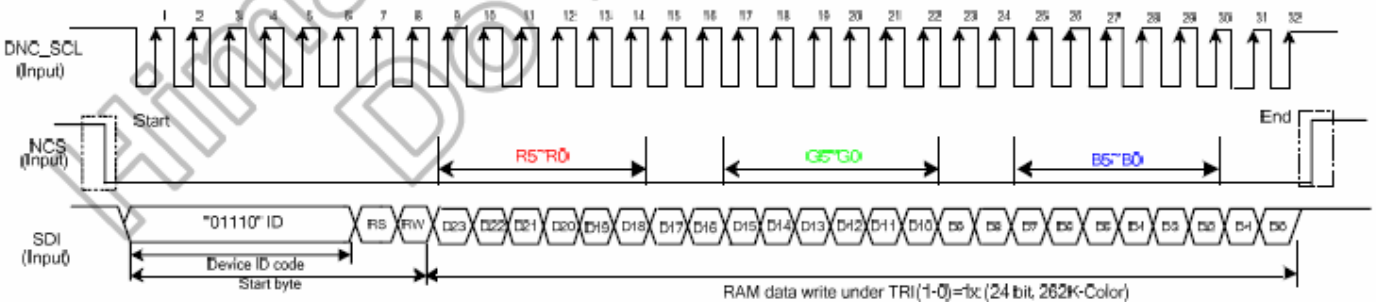 1 2 3 4 5 6 7 8 9 10 11 12 13 14 15 16 17 18 19 20 21 22 23 24 25 26 27 28 29 30 31 32
DNC_SCL
(Input)
Start
End
NCS
(Input)
R5~R0
G5~G0
B5~B0
SDI
(Input)
"01110" ID RS RW D23 D22 D21 D20 D19 D18 D17 D16 D15 D14 D13 D12 D11 D10
Device ID code
Start byte
RAM data write under TRI(1-0)=1x (24 bit, 262K-Color)
Himax
Do